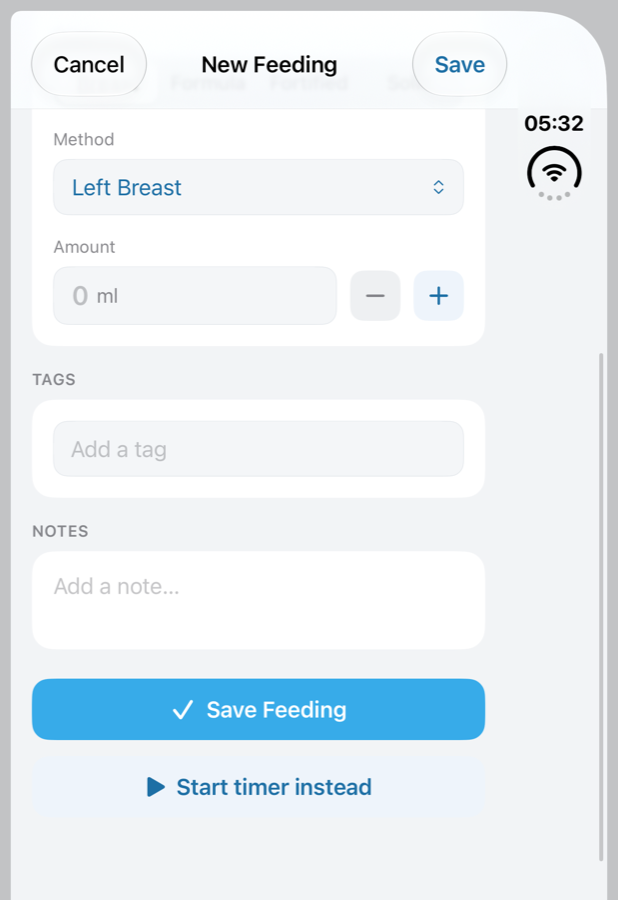 Cancel
New Feeding
Save
05:32
Method
Left Breast
Amount
0 ml
TAGS
Add a tag
NOTES
Add a note...
Save Feeding
Start timer instead